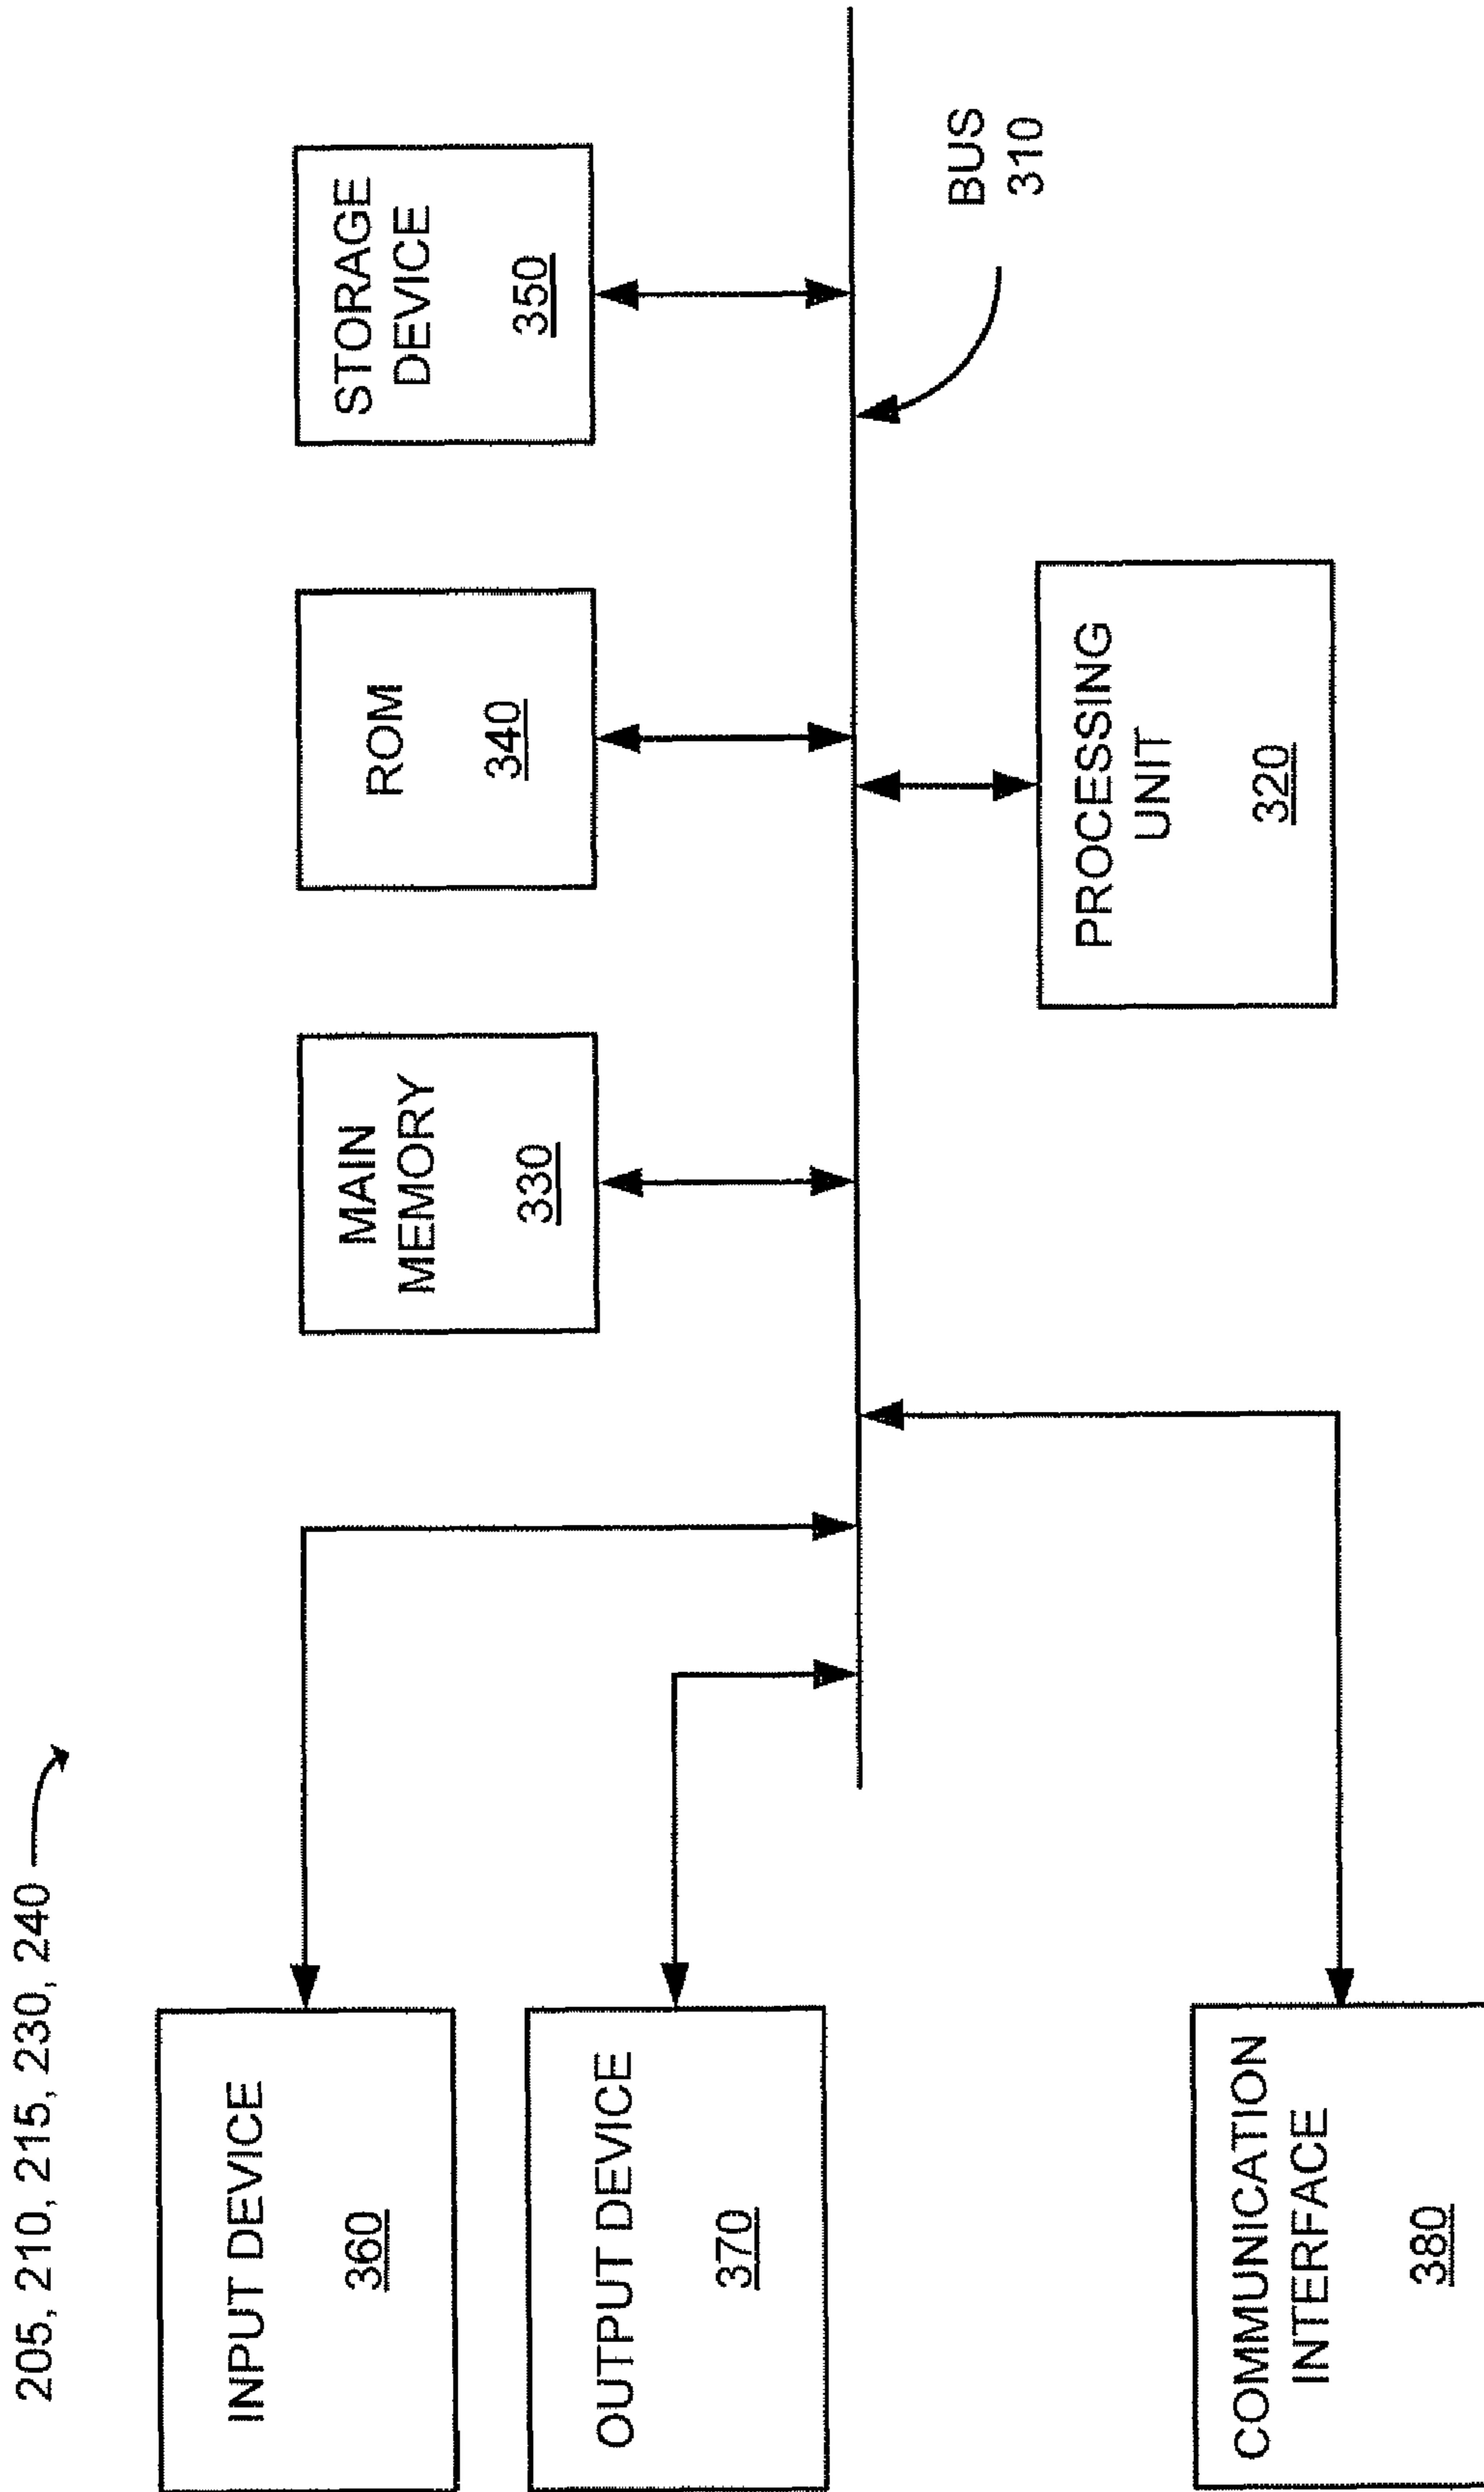 205, 210, 215, 230, 240
INPUT DEVICE
360
OUTPUT DEVICE
370
COMMUNICATION
INTERFACE
380
MAIN
MEMORY
330
ROM
340
STORAGE
DEVICE
350
PROCESSING
UNIT
320
BUS
310